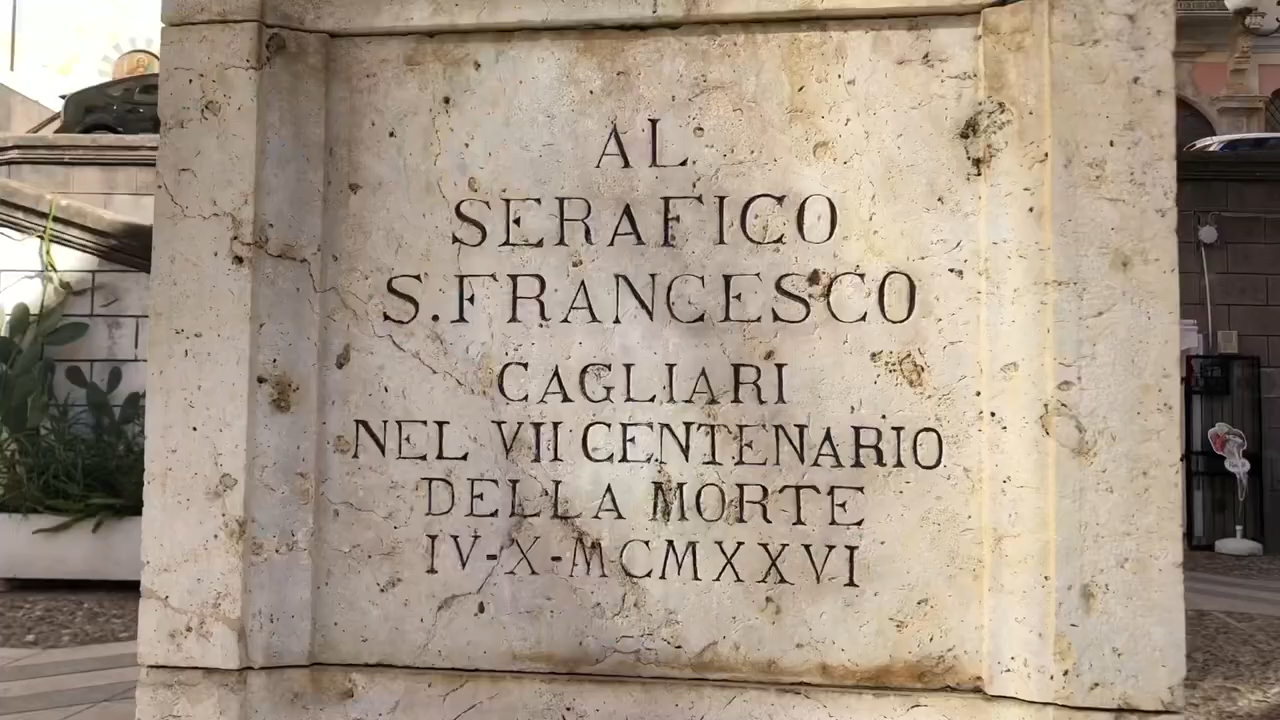 AL
SERAFICO
S. FRANCESCO
CAGLIARI
NEL VII CENTENARIO
DELLA MORTE
IV-X-MCMXXVI